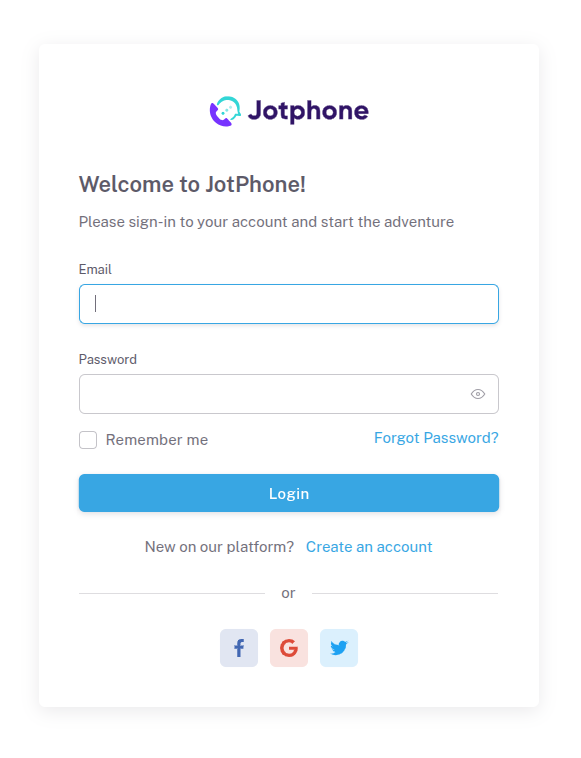 Jotphone
Welcome to JotPhone!
Please sign-in to your account and start the adventure
Email
Password
Remember me
Forgot Password?
Login
New on our platform? Create an account
or